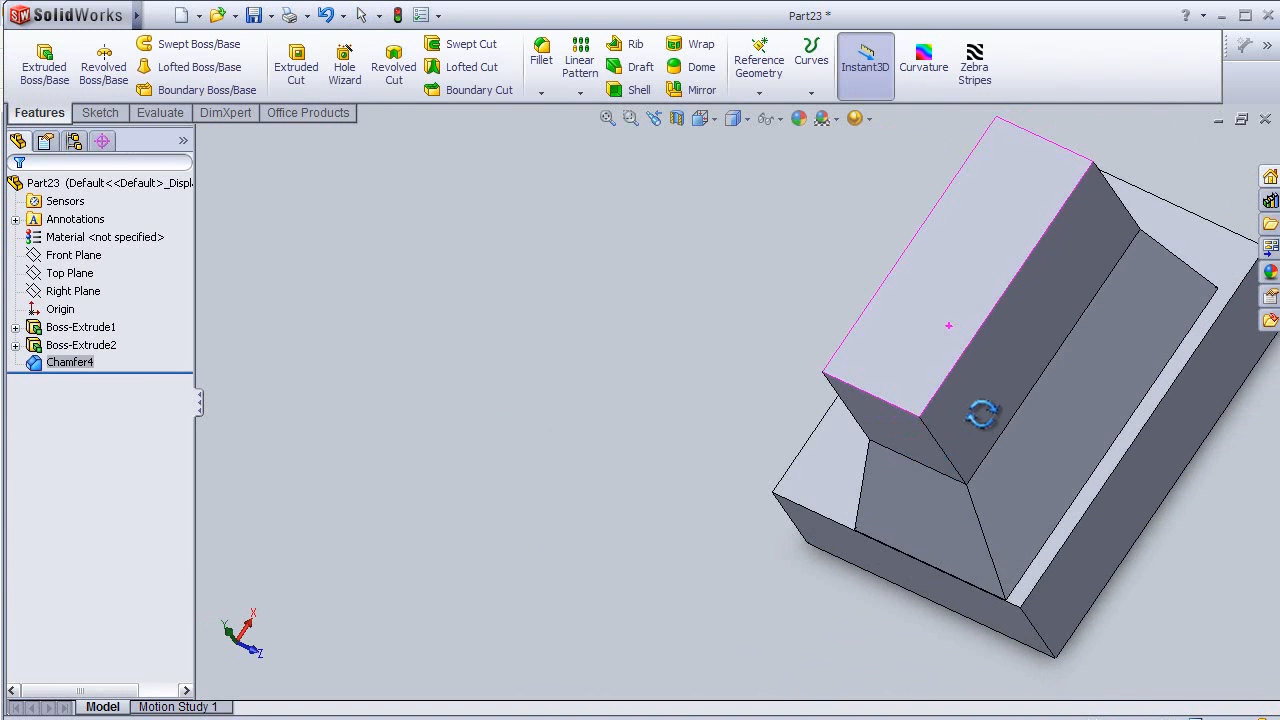 SW SolidWorks
Part23 *
?
Extruded Boss/Base
Revolved Boss/Base
Swept Boss/Base
Lofted Boss/Base
Boundary Boss/Base
Extruded Cut
Hole Wizard
Revolved Cut
Swept Cut
Lofted Cut
Boundary Cut
Fillet
Linear Pattern
Rib
Draft
Shell
Wrap
Dome
Mirror
Reference Geometry
Curves
Instant3D
Curvature
Zebra Stripes
Features
Sketch
Evaluate
DimXpert
Office Products
Part23 (Default<<Default>_Displ
Sensors
A Annotations
Material <not specified>
Front Plane
Top Plane
Right Plane
Origin
Boss-Extrude1
Boss-Extrude2
Chamfer4
X
Y
Z
Model
Motion Study 1